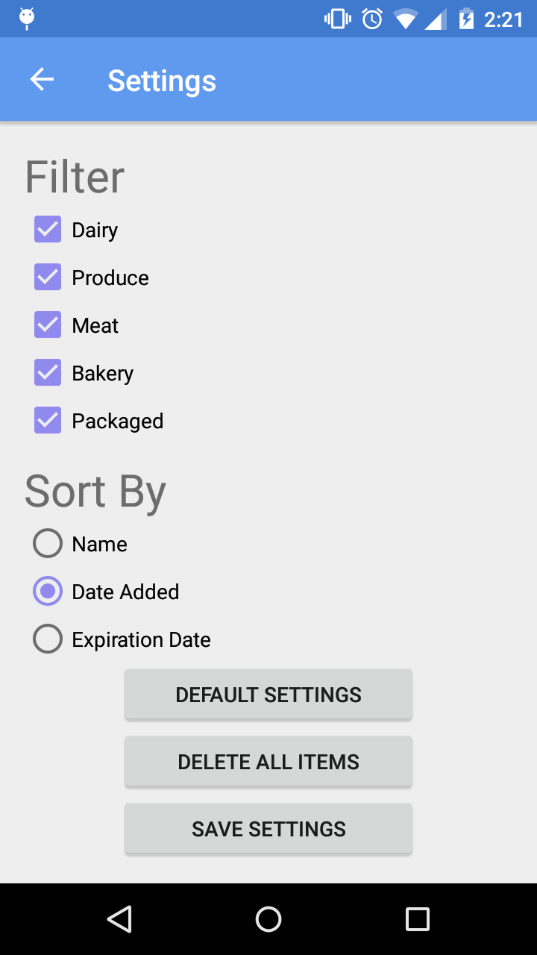 2:21
Settings
Filter
Dairy
Produce
Meat
Bakery
Packaged
Sort By
Name
Date Added
Expiration Date
DEFAULT SETTINGS
DELETE ALL ITEMS
SAVE SETTINGS